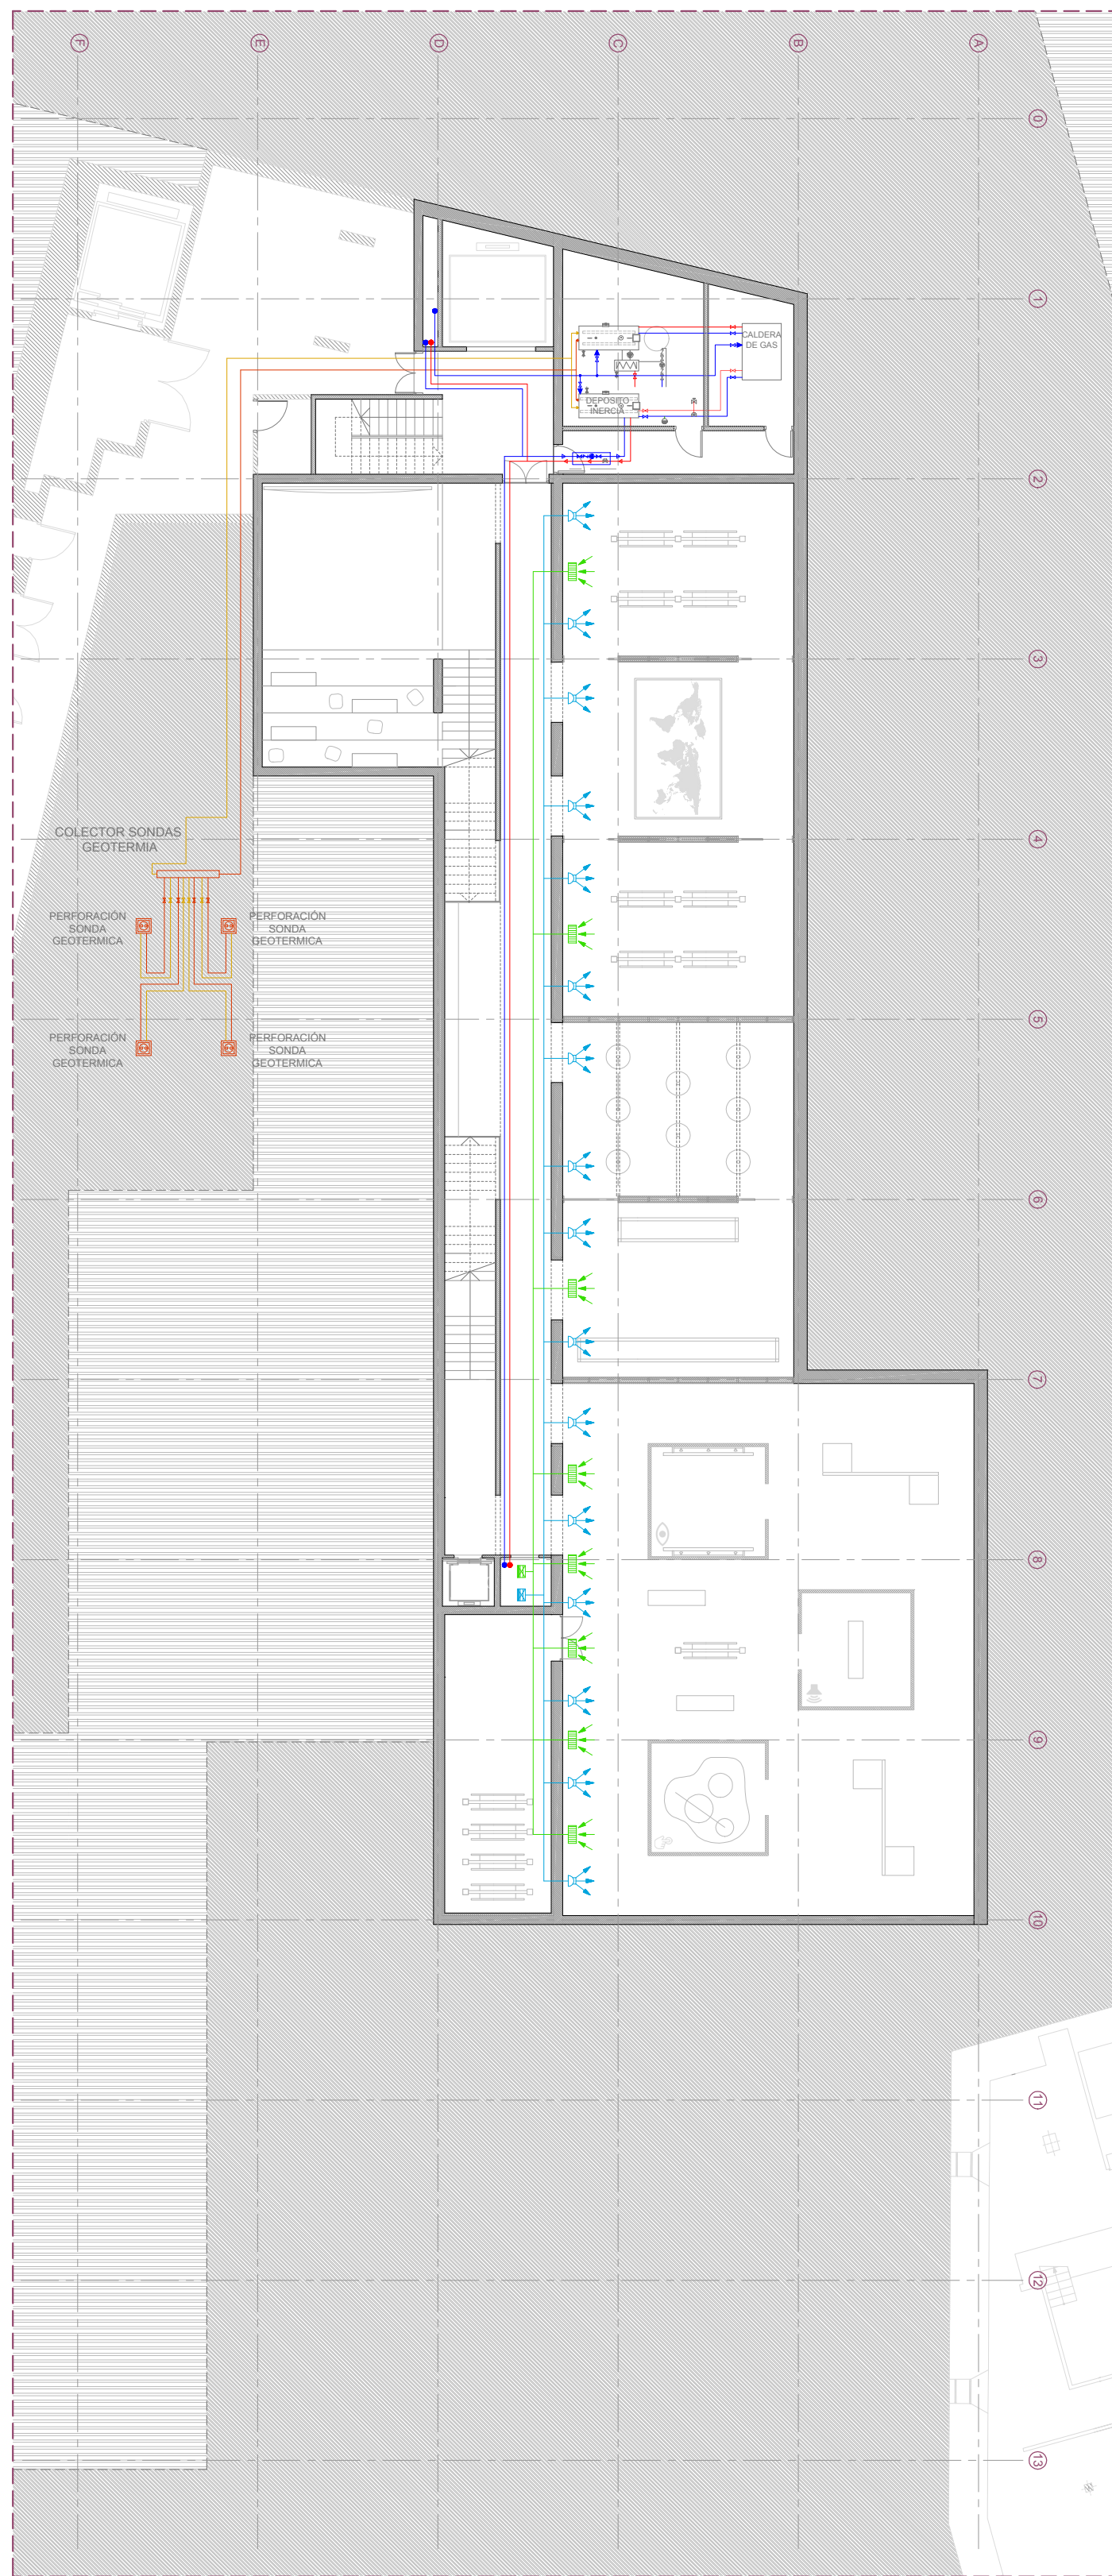 F
E
D
C
B
A
0
1
CALDERA
DE GAS
DEPOSITO
INERCIA
2
3
4
COLECTOR SONDAS
GEOTERMIA
PERFORACIÓN
SONDA
GEOTERMICA
PERFORACIÓN
SONDA
GEOTERMICA
5
PERFORACIÓN
SONDA
GEOTERMICA
PERFORACIÓN
SONDA
GEOTERMICA
6
7
8
9
10
11
12
13